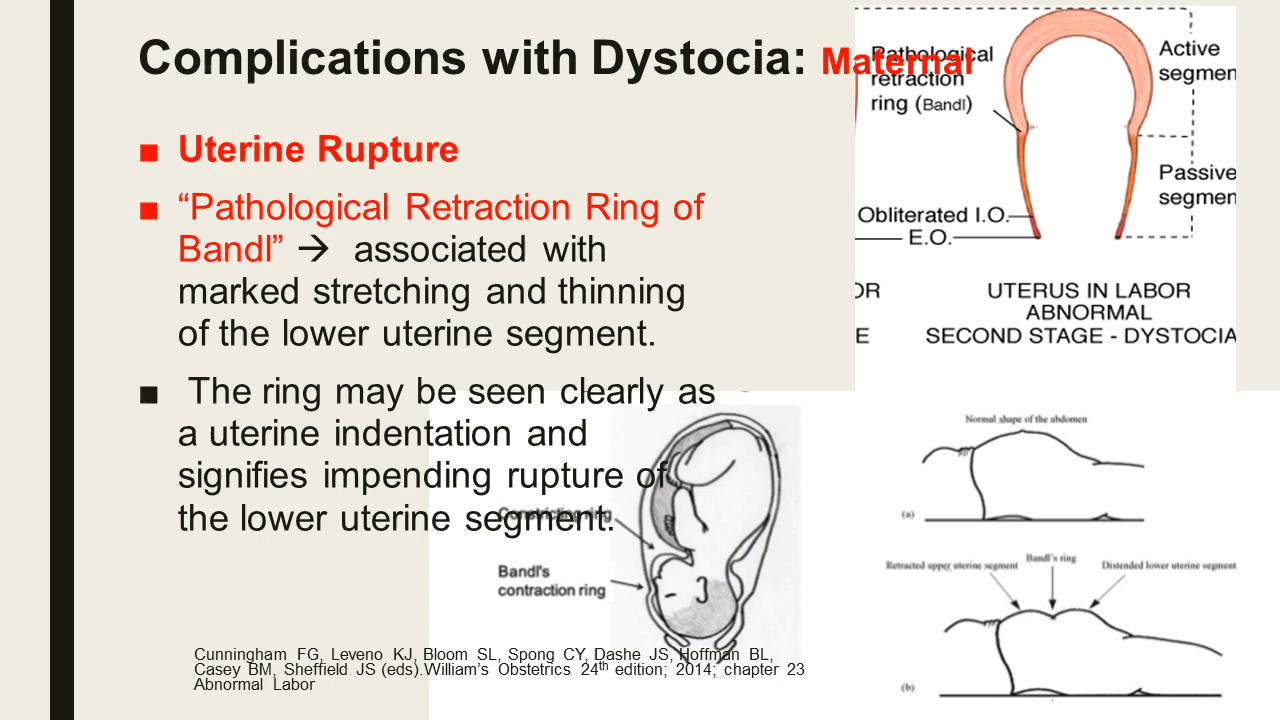 Complications with Dystocia: Maternal
■ Uterine Rupture
■ “Pathological Retraction Ring of
Bandl” → associated with
marked stretching and thinning
of the lower uterine segment.
■ The ring may be seen clearly as
a uterine indentation and
signifies impending rupture of
the lower uterine segment.
Cunningham FG, Leveno KJ, Bloom SL, Spong CY, Dashe JS, Hoffman BL,
Casey BM, Sheffield JS (eds).William’s Obstetrics 24th edition; 2014; chapter 23
Abnormal Labor
Pathological
retraction
ring (Bandl)
Active
segmen
Passive
segmen
Obliterated I.O.
E.O.
OR
E
UTERUS IN LABOR
ABNORMAL
SECOND STAGE - DYSTOCIA
Constricting ring
Bandl's
contraction ring
Normal shape of the abdomen
(a)
Retracted upper uterine segment
Bandl's ring
Distended lower uterine segment
(b)